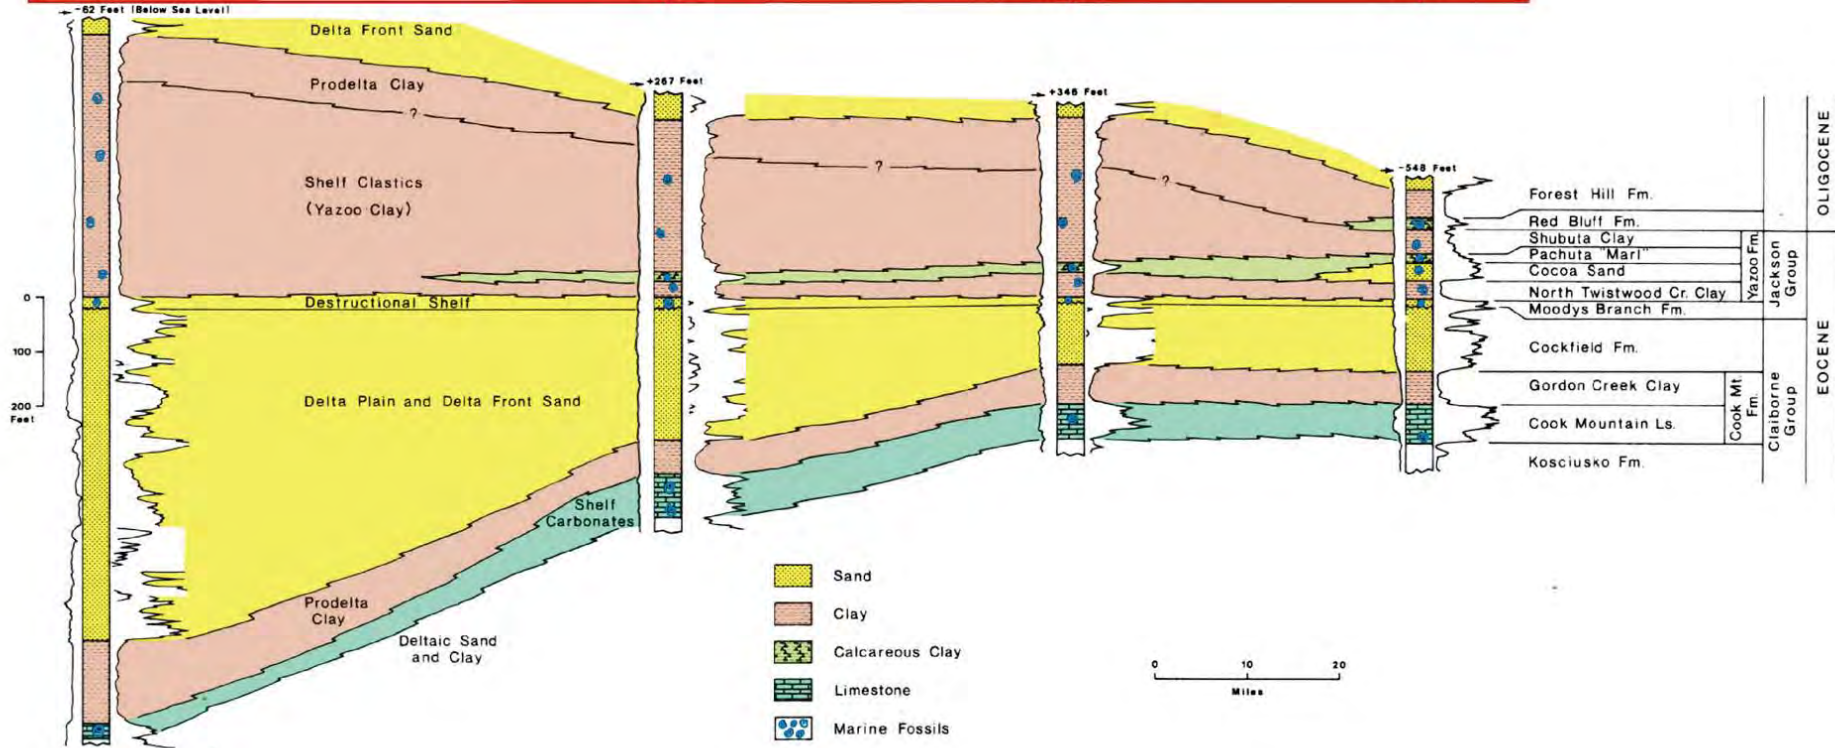 -62 Feet (Below Sea Level)
Delta Front Sand
Prodelta Clay
?
Shelf Clastics
(Yazoo Clay)
Destructional Shelf
Delta Plain and Delta Front Sand
Shelf
Carbonates
Prodelta
Clay
Deltaic Sand
and Clay
0
100
200
Feet
+267 Feet
?
+346 Feet
?
-548 Feet
Forest Hill Fm.
Red Bluff Fm.
Shubuta Clay
Pachuta "Marl"
Cocoa Sand
North Twistwood Cr. Clay
Moodys Branch Fm.
Cockfield Fm.
Gordon Creek Clay
Cook Mountain Ls.
Kosciusko Fm.
Yazoo Fm.
Cook Mt.
Fm.
Jackson
Group
Claiborne
Group
OLIGOCENE
EOCENE
Sand
Clay
Calcareous Clay
Limestone
Marine Fossils
0 10 20
Miles